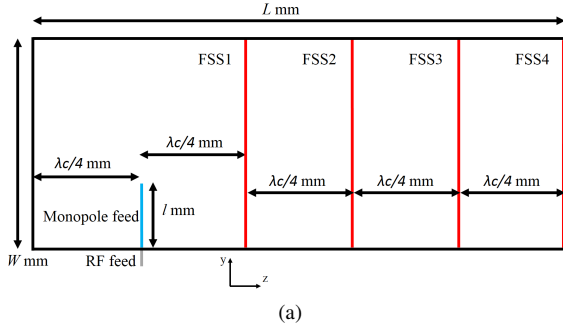 L mm
FSS1 FSS2 FSS3 FSS4
λc/4 mm
λc/4 mm
λc/4 mm λc/4 mm λc/4 mm
Monopole feed l mm
W mm RF feed
y
z
(a)